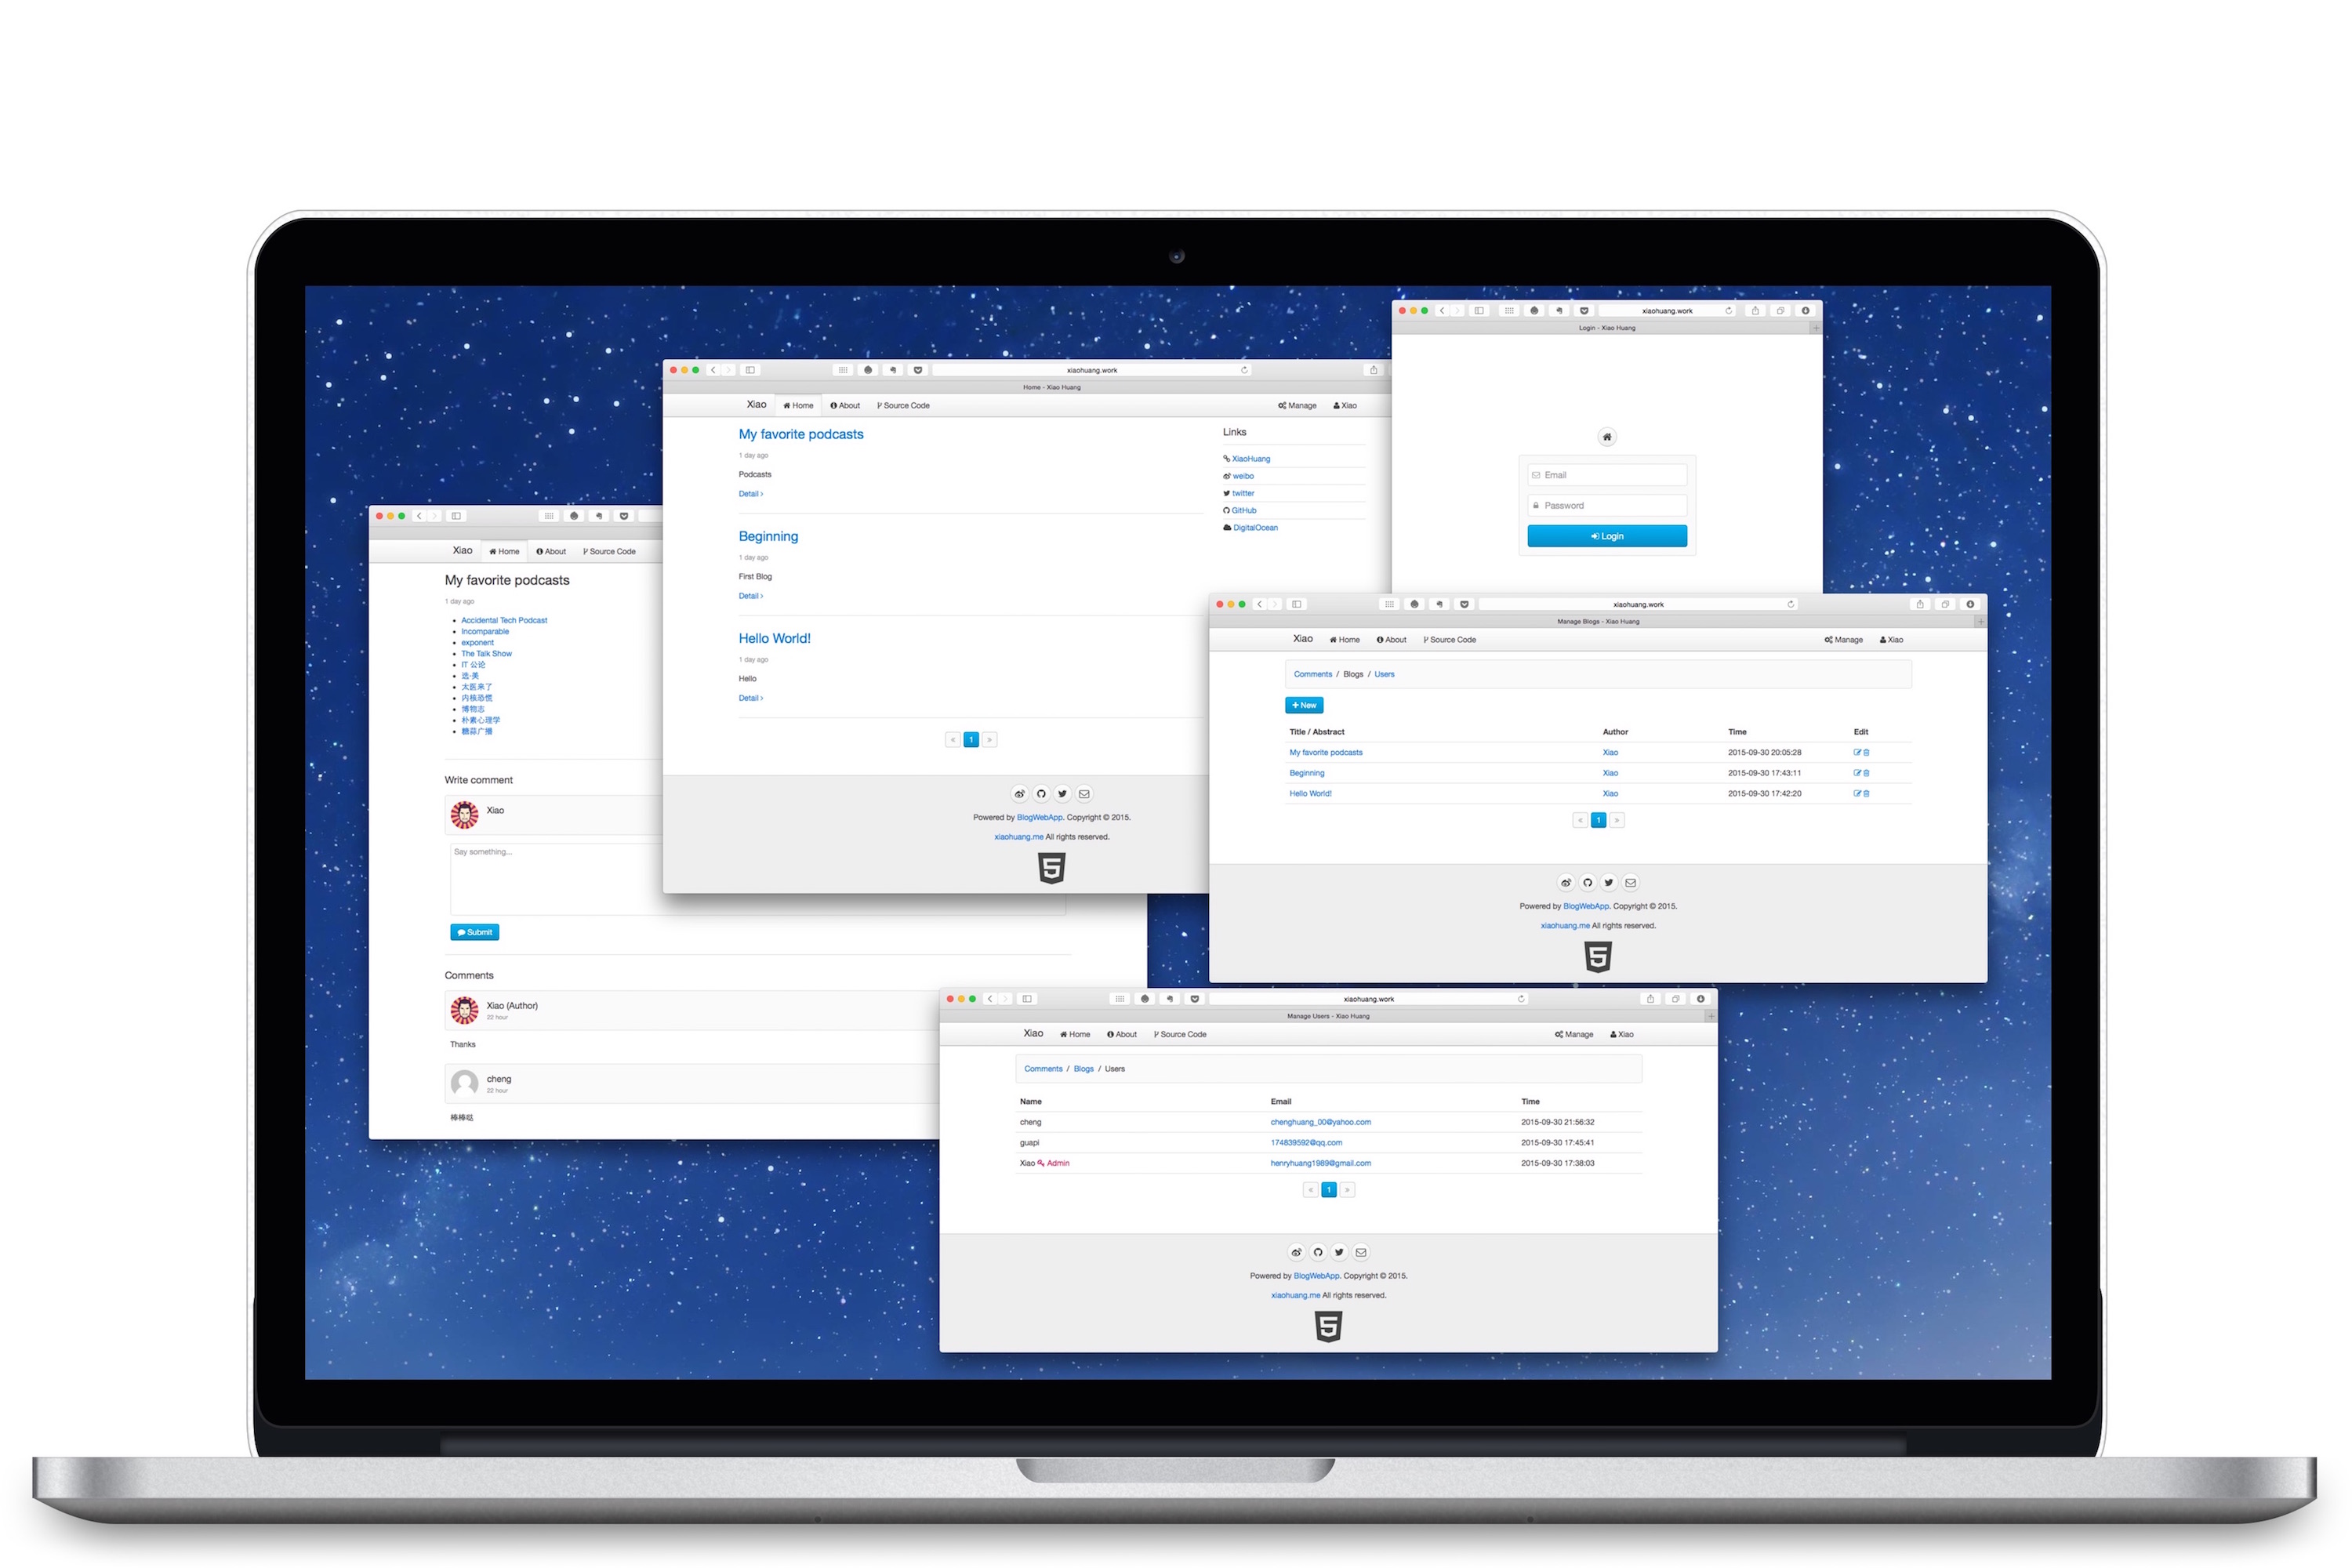 xiaohuang.work
Login - Xiao Huang
Email
Password
Login
xiaohuang.work
Home - Xiao Huang
Xiao Home About Source Code Manage Xiao
My favorite podcasts
1 day ago
Podcasts
Detail ›
Beginning
1 day ago
First Blog
Detail ›
Hello World!
1 day ago
Hello
Detail ›
Links
XiaoHuang
weibo
twitter
GitHub
DigitalOcean
« 1 »
Powered by BlogWebApp. Copyright © 2015.
xiaohuang.me All rights reserved.
Xiao Home About Source Code
My favorite podcasts
1 day ago
Accidental Tech Podcast
Incomparable
exponent
The Talk Show
IT 公论
选·美
太医来了
内核恐慌
博物志
朴素心理学
糖蒜广播
Write comment
Xiao
Say something...
Submit
Comments
Xiao (Author)
22 hour
Thanks
cheng
22 hour
棒棒哒
xiaohuang.work
Manage Blogs - Xiao Huang
Xiao Home About Source Code Manage Xiao
Comments / Blogs / Users
+ New
Title / Abstract Author Time Edit
My favorite podcasts Xiao 2015-09-30 20:05:28
Beginning Xiao 2015-09-30 17:43:11
Hello World! Xiao 2015-09-30 17:42:20
« 1 »
Powered by BlogWebApp. Copyright © 2015.
xiaohuang.me All rights reserved.
xiaohuang.work
Manage Users - Xiao Huang
Xiao Home About Source Code Manage Xiao
Comments / Blogs / Users
Name Email Time
cheng chenghuang_00@yahoo.com 2015-09-30 21:56:32
guapi 174839592@qq.com 2015-09-30 17:45:41
Xiao Admin henryhuang1989@gmail.com 2015-09-30 17:38:03
« 1 »
Powered by BlogWebApp. Copyright © 2015.
xiaohuang.me All rights reserved.